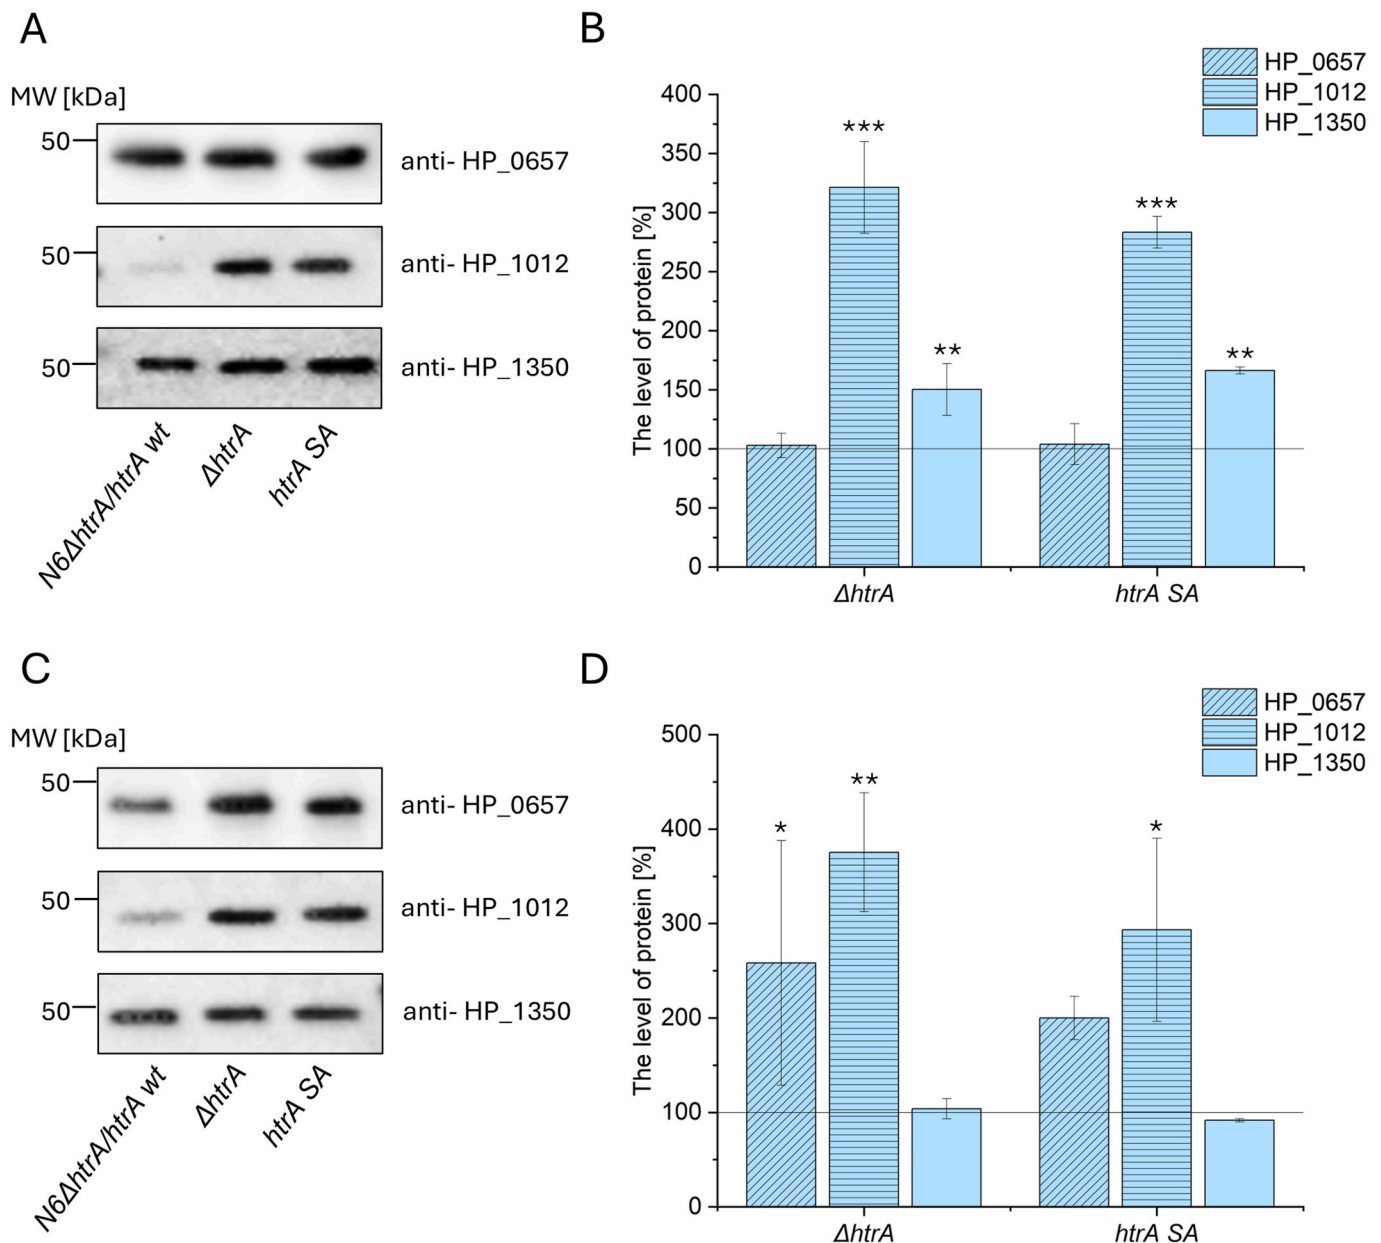 A
MW [kDa]
50
anti- HP_0657
50
anti- HP_1012
50
anti- HP_1350
N6ΔhtrA/htrA wt
ΔhtrA
htrA SA
B
HP_0657
HP_1012
HP_1350
The level of protein [%]
400
350
300
250
200
150
100
50
0
***
**
***
**
ΔhtrA
htrA SA
C
MW [kDa]
50
anti- HP_0657
50
anti- HP_1012
50
anti- HP_1350
N6ΔhtrA/htrA wt
ΔhtrA
htrA SA
D
HP_0657
HP_1012
HP_1350
The level of protein [%]
500
400
300
200
100
0
*
**
*
ΔhtrA
htrA SA